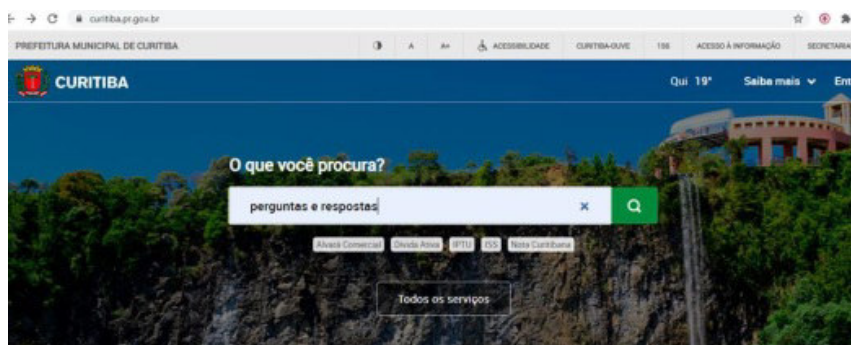 curitiba.pr.gov.br
PREFEITURA MUNICIPAL DE CURITIBA A A+ ACESSIBILIDADE CURITIBA-OUVE 156 ACESSO À INFORMAÇÃO SECRETARIA
CURITIBA Qui 19° Saiba mais Ent
O que você procura?
perguntas e respostas
Alvará Comercial Dívida Ativa IPTU ISS Nota Curitibana
Todos os serviços